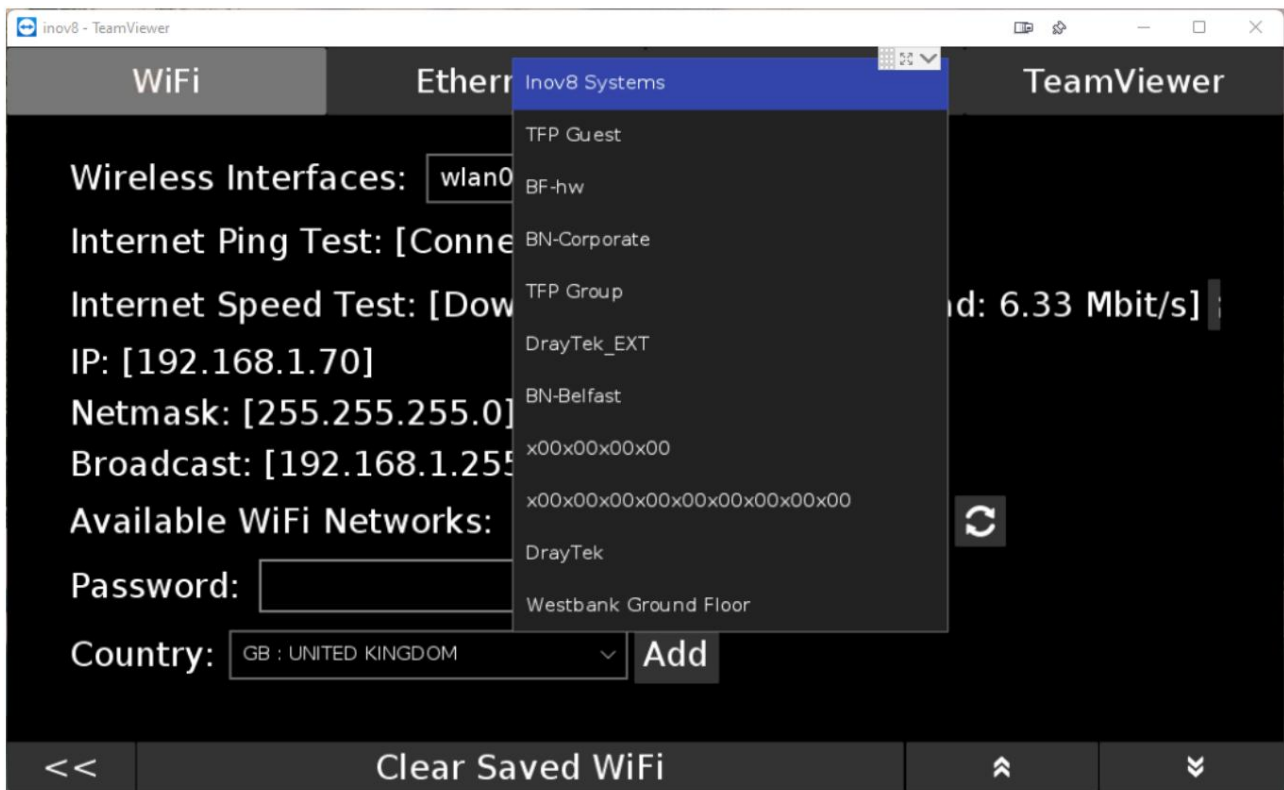 inov8 - TeamViewer
WiFi
Ethern
TeamViewer
Inov8 Systems
TFP Guest
BF-hw
BN-Corporate
TFP Group
DrayTek_EXT
BN-Belfast
x00x00x00x00
x00x00x00x00x00x00x00x00x00
DrayTek
Westbank Ground Floor
Wireless Interfaces: wlan0
Internet Ping Test: [Conne
Internet Speed Test: [Dow
d: 6.33 Mbit/s]
IP: [192.168.1.70]
Netmask: [255.255.255.0]
Broadcast: [192.168.1.255
Available WiFi Networks:
Password:
Country: GB : UNITED KINGDOM Add
<< Clear Saved WiFi